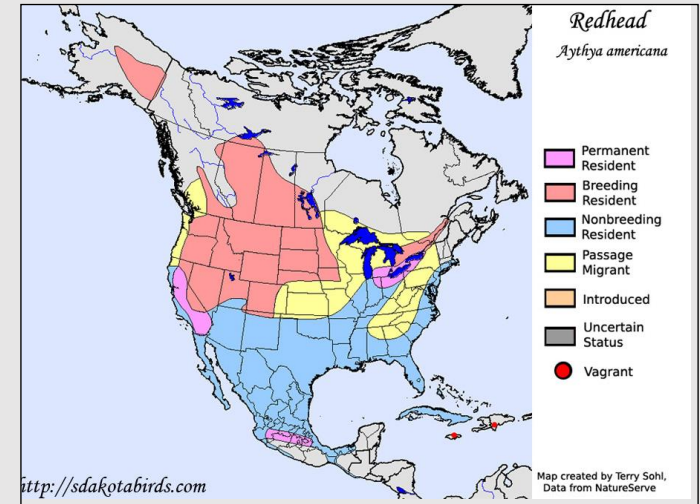 Redhead
Aythya americana
Permanent
Resident
Breeding
Resident
Nonbreeding
Resident
Passage
Migrant
Introduced
Uncertain
Status
Vagrant
http://sdakotabirds.com
Map created by Terry Sohl,
Data from NatureServe